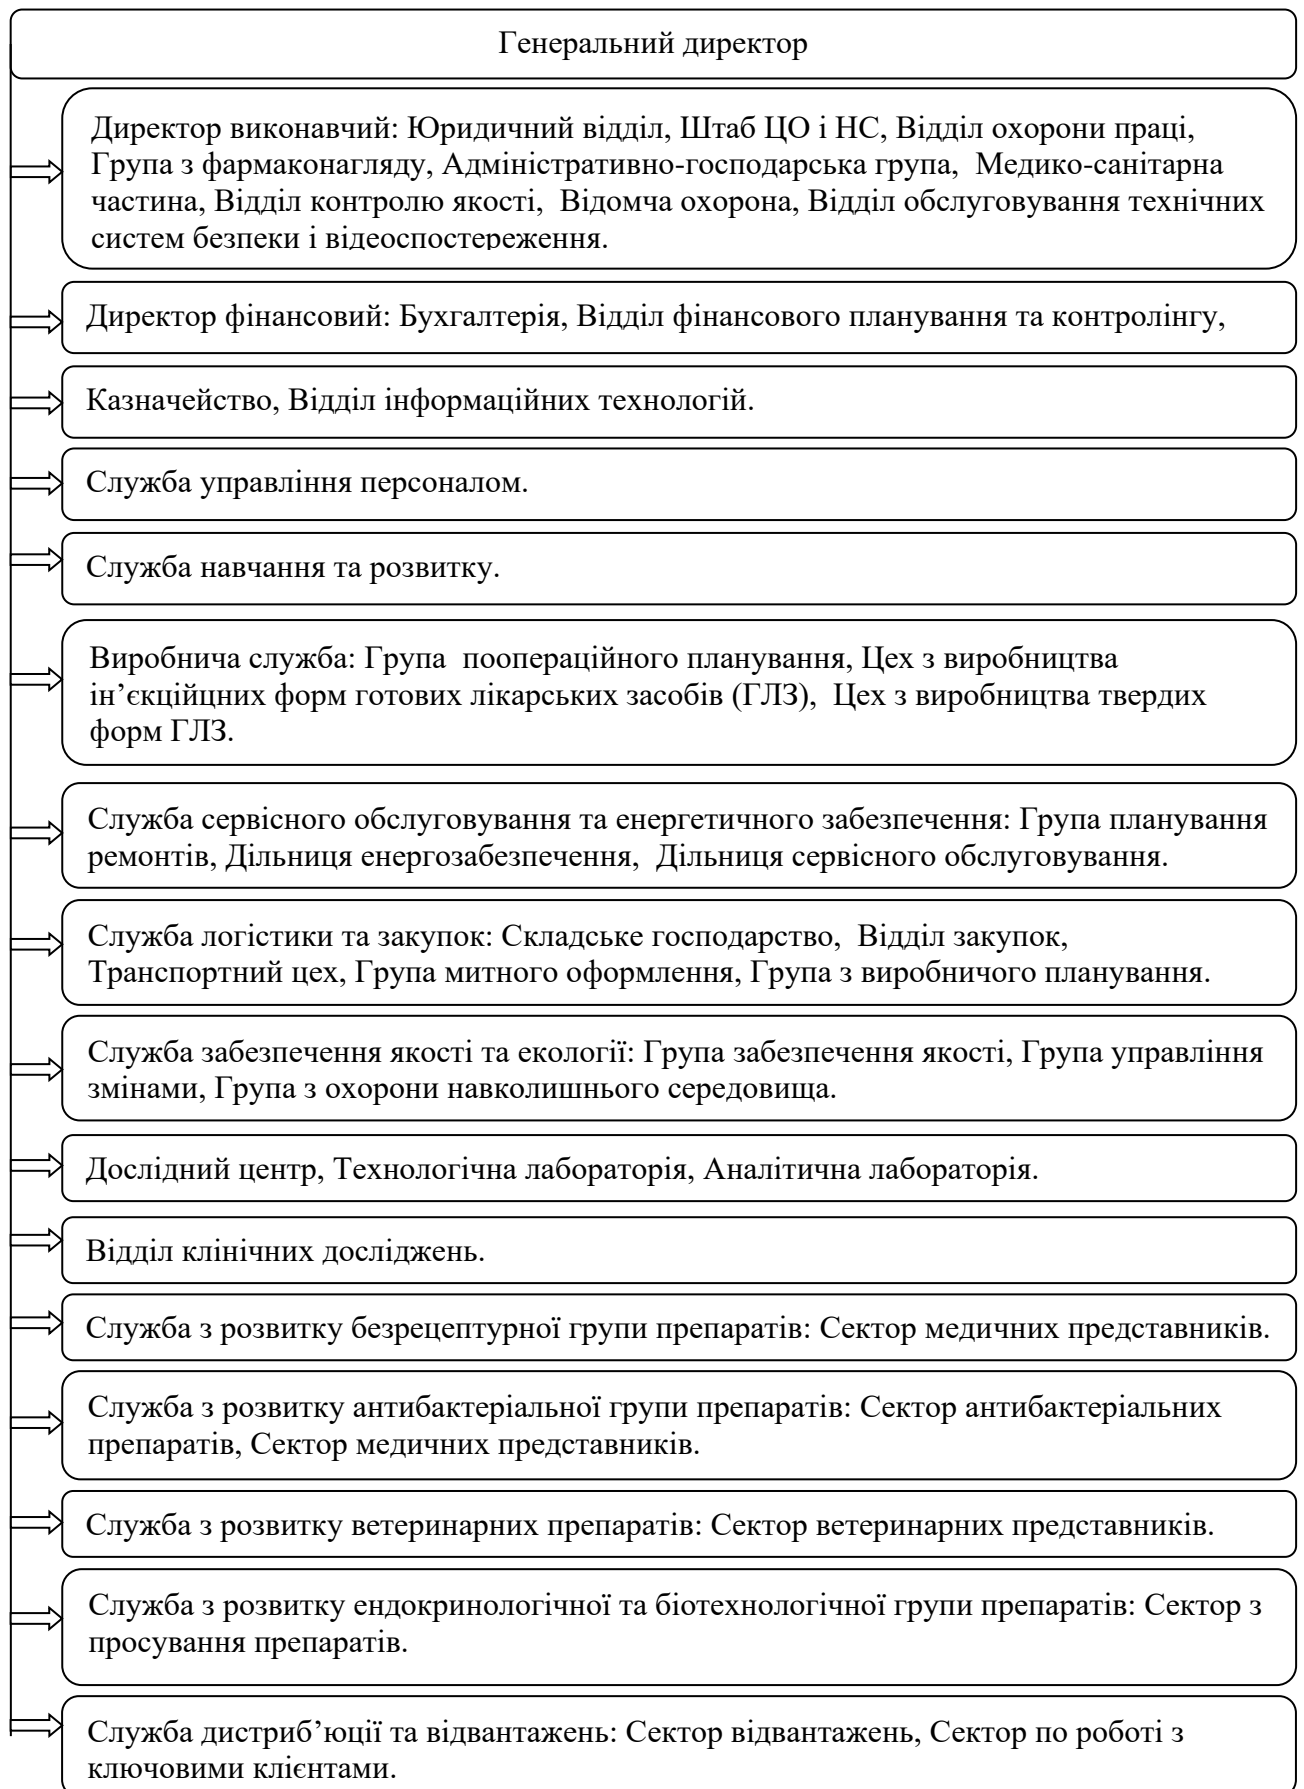 Генеральний директор
Директор виконавчий: Юридичний відділ, Штаб ЦО і НС, Відділ охорони праці,
Група з фармаконагляду, Адміністративно-господарська група,  Медико-санітарна
частина, Відділ контролю якості,  Відомча охорона, Відділ обслуговування технічних
систем безпеки і відеоспостереження.
Директор фінансовий: Бухгалтерія, Відділ фінансового планування та контролінгу,
Казначейство, Відділ інформаційних технологій.
Служба управління персоналом.
Служба навчання та розвитку.
Виробнича служба: Група  поопераційного планування, Цех з виробництва
ін’єкційцних форм готових лікарських засобів (ГЛЗ),  Цех з виробництва твердих
форм ГЛЗ.
Служба сервісного обслуговування та енергетичного забезпечення: Група планування
ремонтів, Дільниця енергозабезпечення,  Дільниця сервісного обслуговування.
Служба логістики та закупок: Складське господарство,  Відділ закупок,
Транспортний цех, Група митного оформлення, Група з виробничого планування.
Служба забезпечення якості та екології: Група забезпечення якості, Група управління
змінами, Група з охорони навколишнього середовища.
Дослідний центр, Технологічна лабораторія, Аналітична лабораторія.
Відділ клінічних досліджень.
Служба з розвитку безрецептурної групи препаратів: Сектор медичних представників.
Служба з розвитку антибактеріальної групи препаратів: Сектор антибактеріальних
препаратів, Сектор медичних представників.
Служба з розвитку ветеринарних препаратів: Сектор ветеринарних представників.
Служба з розвитку ендокринологічної та біотехнологічної групи препаратів: Сектор з
просування препаратів.
Служба дистриб’юції та відвантажень: Сектор відвантажень, Сектор по роботі з
ключовими клієнтами.